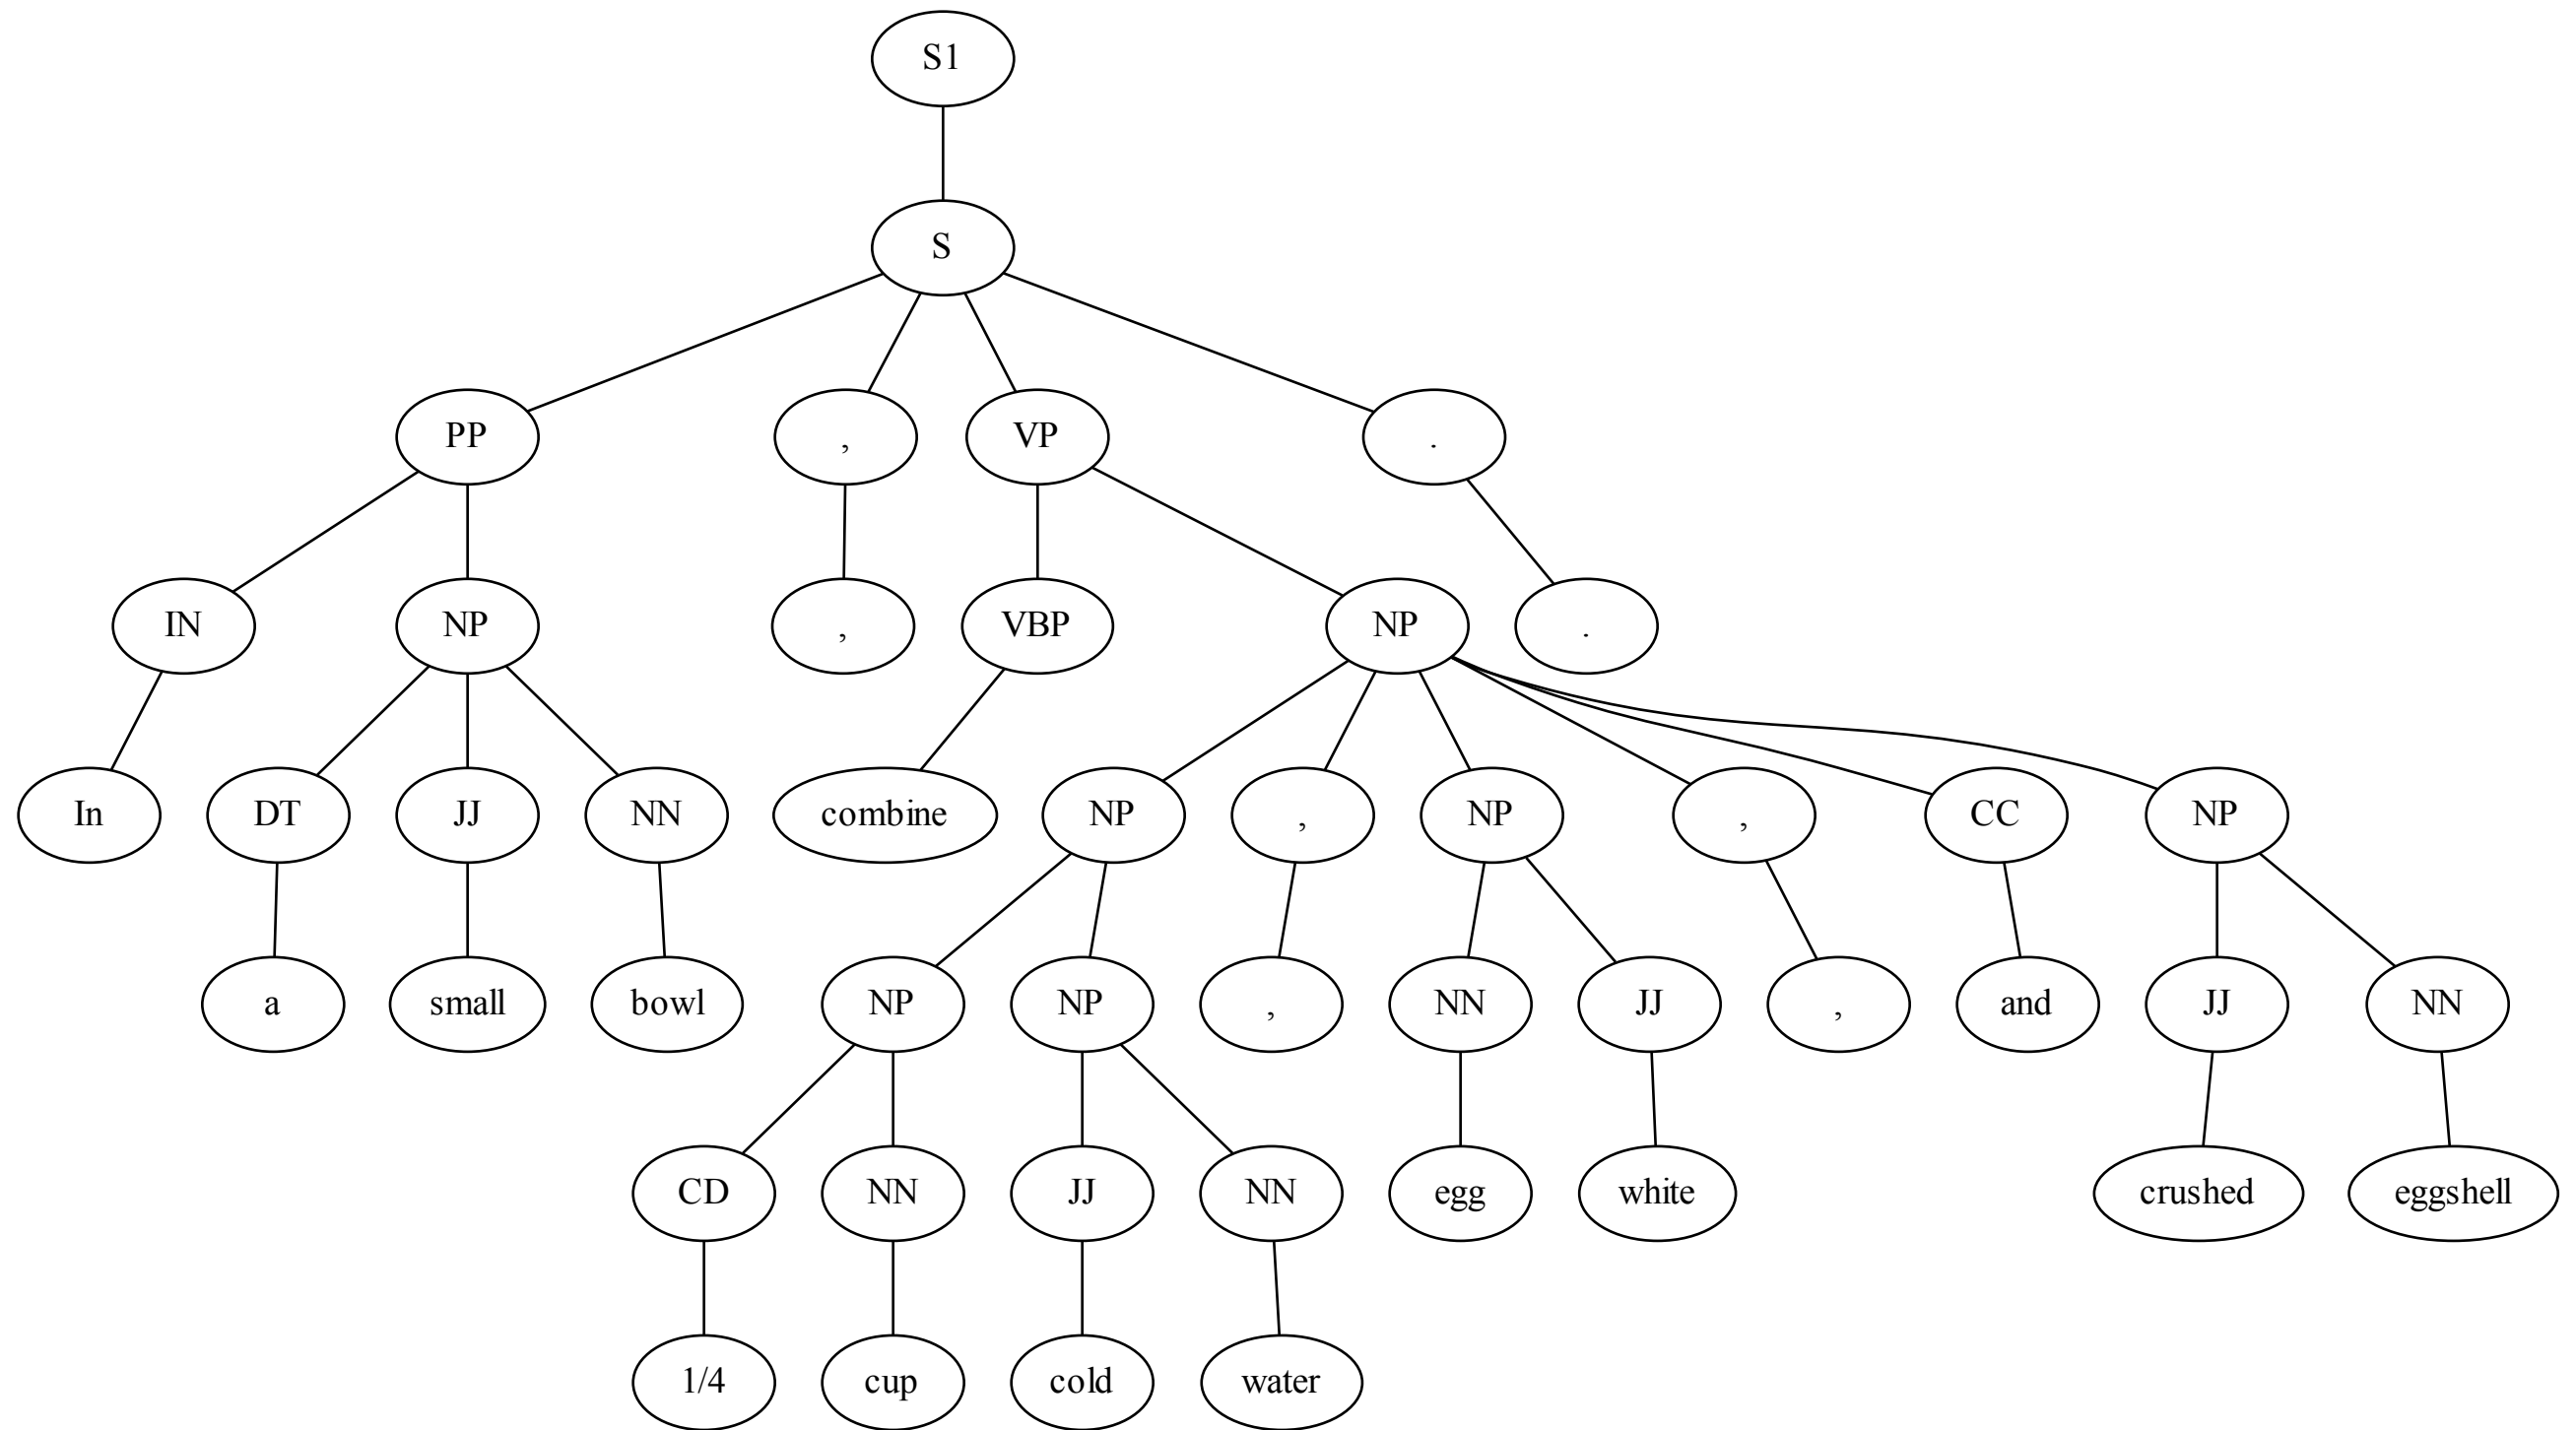 S1
S
PP , VP .
IN NP , VBP NP .
In DT JJ NN combine NP , NP , CC NP
a small bowl NP NP , NN JJ , and JJ NN
CD NN JJ NN egg white crushed eggshell
1/4 cup cold water